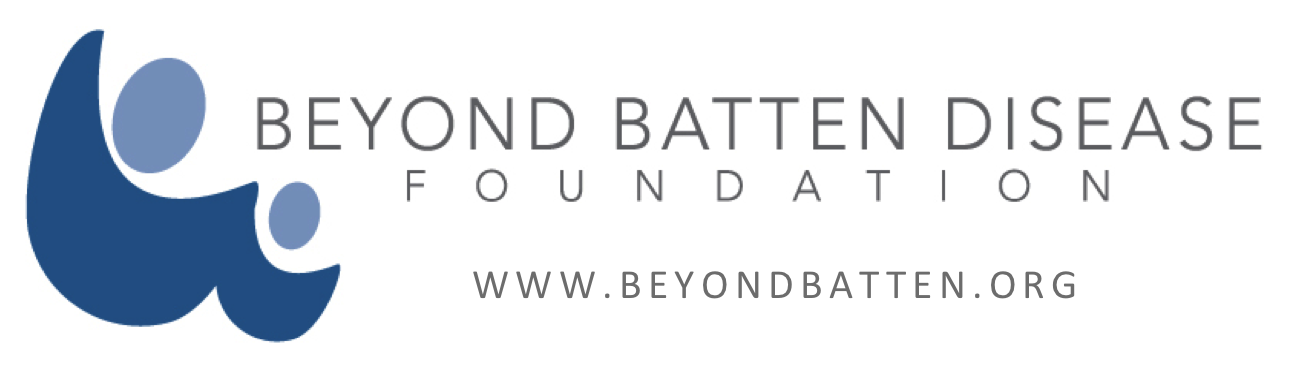 BEYOND BATTEN DISEASE
FOUNDATION
WWW.BEYONDBATTEN.ORG